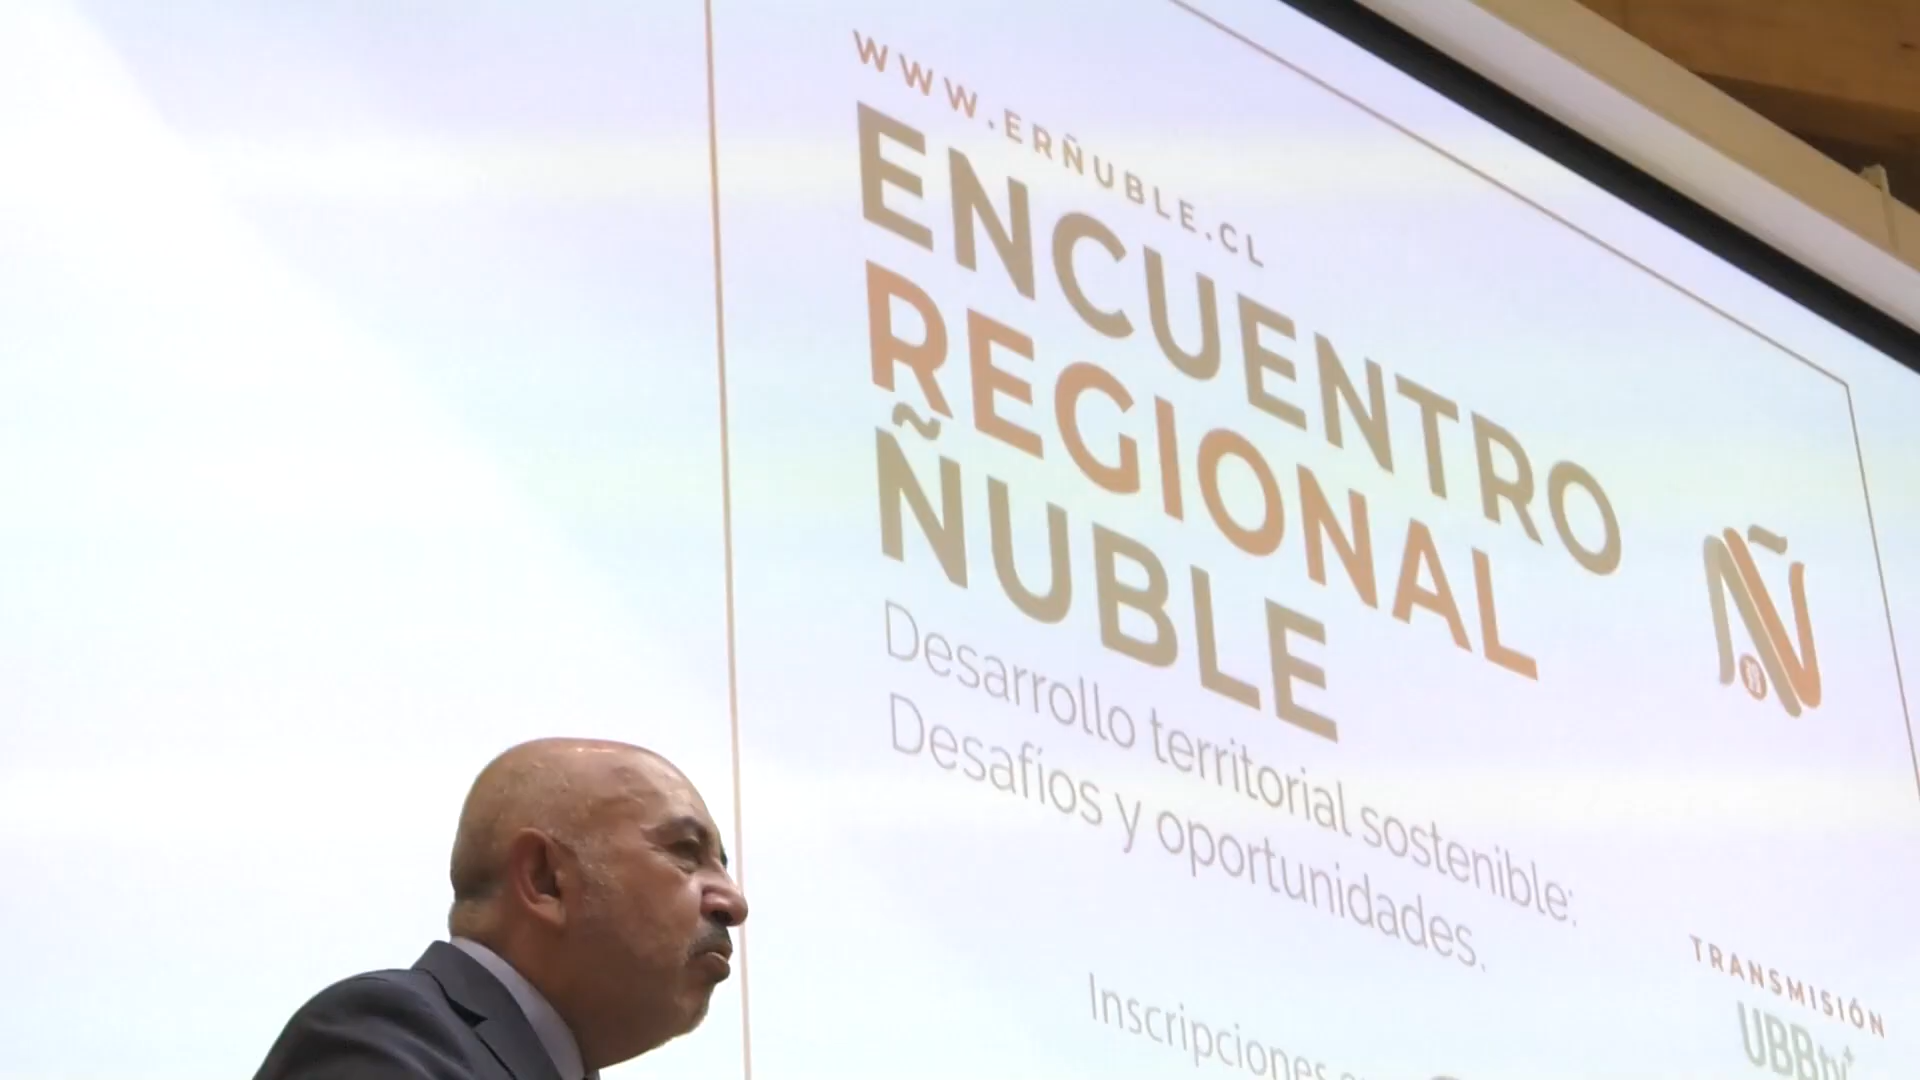 WWW.ERÑUBLE.CL
ENCUENTRO
REGIONAL
ÑUBLE
Desarrollo territorial sostenible:
Desafíos y oportunidades.
Ñ
Inscripciones
TRANSMISIÓN
UBBtv+